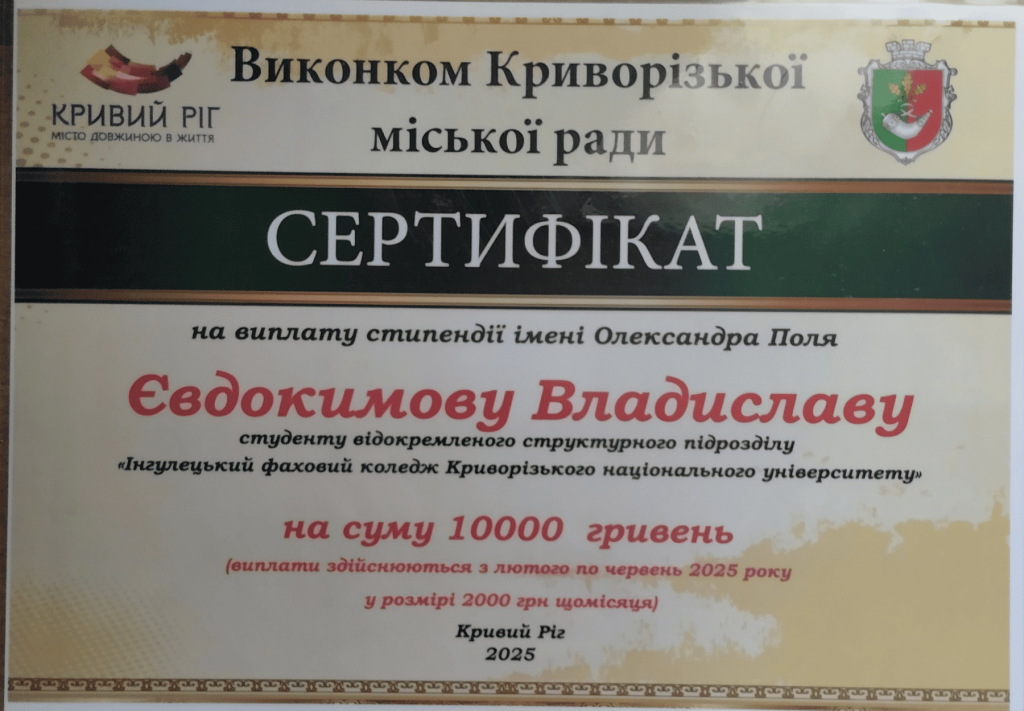 КРИВИЙ РІГ
МІСТО ДОВЖИНОЮ В ЖИТТЯ
Виконком Криворізької
міської ради
СЕРТИФІКАТ
на виплату стипендії імені Олександра Поля
Євдокимову Владиславу
студенту відокремленого структурного підрозділу
«Інгулецький фаховий коледж Криворізького національного університету»
на суму 10000 гривень
(виплати здійснюються з лютого по червень 2025 року
у розмірі 2000 грн щомісяця)
Кривий Ріг
2025